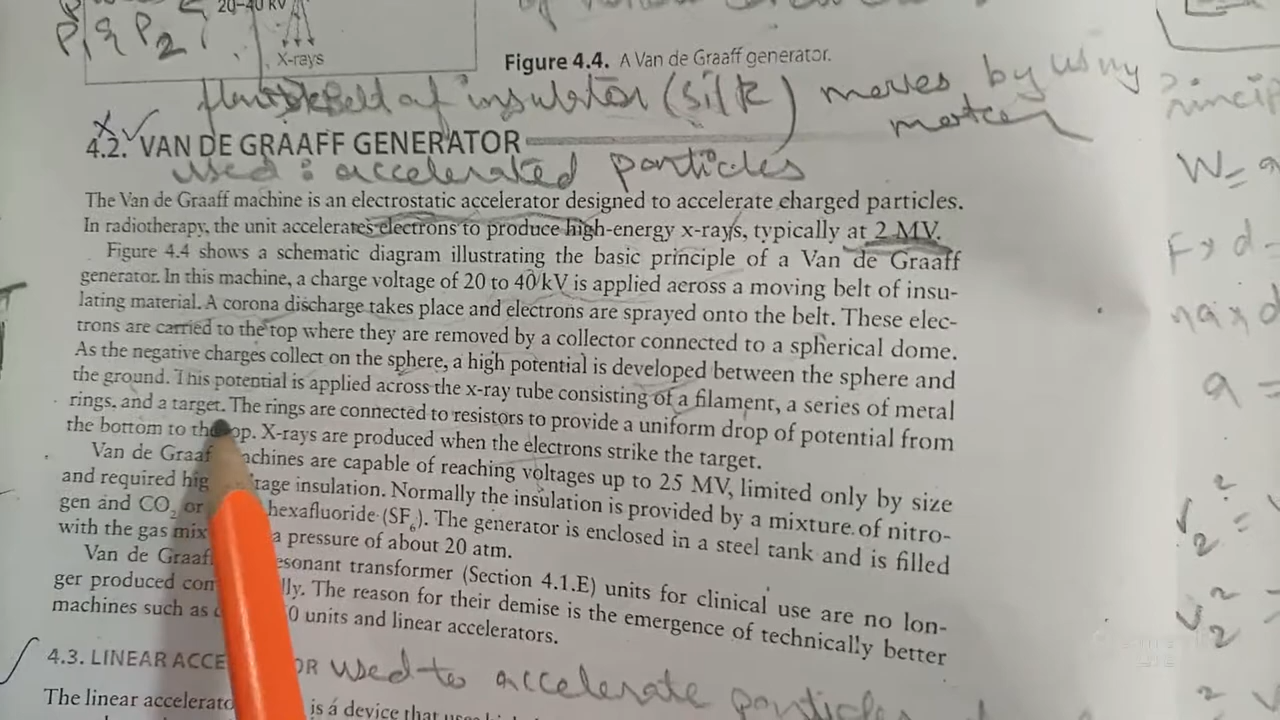 20–40 kV
P1 & P2
X-rays
Figure 4.4. A Van de Graaff generator.
belt of insulator (silk) moves by using
4.2. VAN DE GRAAFF GENERATOR
used : accelerated particles
The Van de Graaff machine is an electrostatic accelerator designed to accelerate charged particles.
In radiotherapy, the unit accelerates electrons to produce high-energy x-rays, typically at 2 MV.
Figure 4.4 shows a schematic diagram illustrating the basic principle of a Van de Graaff
generator. In this machine, a charge voltage of 20 to 40 kV is applied across a moving belt of insu-
lating material. A corona discharge takes place and electrons are sprayed onto the belt. These elec-
trons are carried to the top where they are removed by a collector connected to a spherical dome.
As the negative charges collect on the sphere, a high potential is developed between the sphere and
the ground. This potential is applied across the x-ray tube consisting of a filament, a series of metal
rings, and a target. The rings are connected to resistors to provide a uniform drop of potential from
the bottom to the top. X-rays are produced when the electrons strike the target.
Van de Graaff machines are capable of reaching voltages up to 25 MV, limited only by size
and required hig rage insulation. Normally the insulation is provided by a mixture of nitro-
gen and CO2 or hexafluoride (SF6). The generator is enclosed in a steel tank and is filled
with the gas mix a pressure of about 20 atm.
Van de Graaf esonant transformer (Section 4.1.E) units for clinical use are no lon-
ger produced com lly. The reason for their demise is the emergence of technically better
machines such as 0 units and linear accelerators.
4.3. LINEAR ACCE OR used to accelerate particles
The linear accelerato is a device that uses
W =
F × d
a =